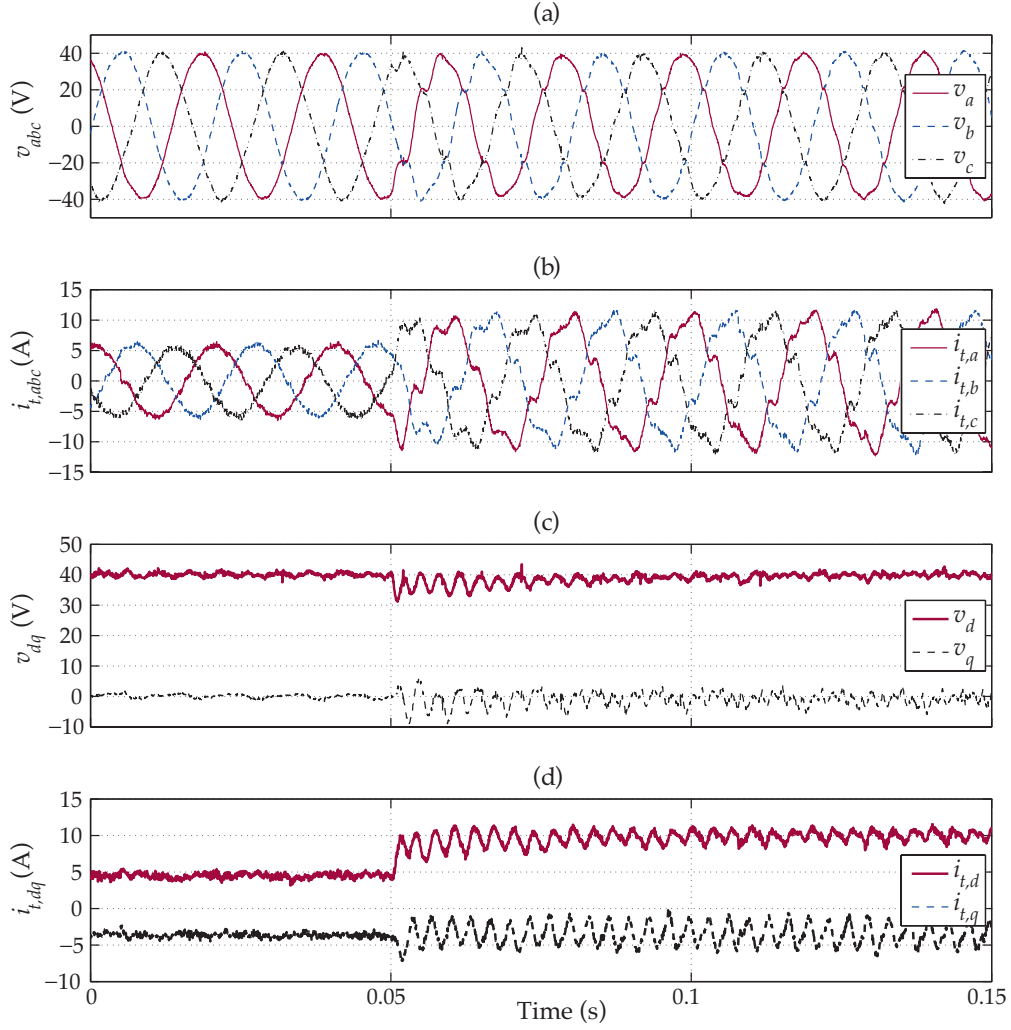 (a)
v_abc (V)
40
20
0
−20
−40
v_a
v_b
v_c
(b)
i_t,abc (A)
15
10
5
0
−5
−10
−15
i_t,a
i_t,b
i_t,c
(c)
v_dq (V)
50
40
30
20
10
0
−10
v_d
v_q
(d)
i_t,dq (A)
15
10
5
0
−5
−10
i_t,d
i_t,q
0 0.05 0.1 0.15
Time (s)